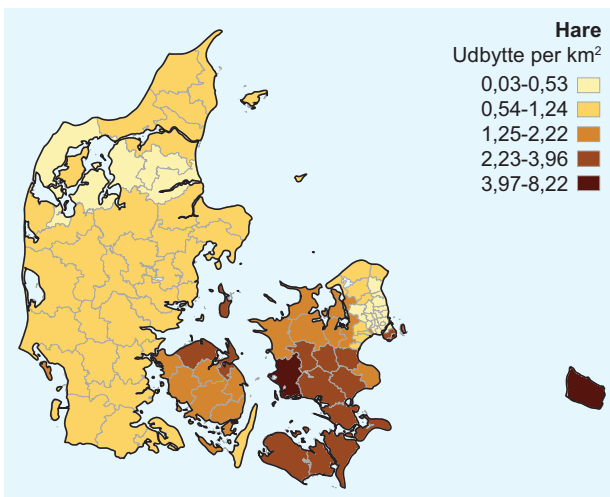 Hare
Udbytte per km²
0,03-0,53
0,54-1,24
1,25-2,22
2,23-3,96
3,97-8,22